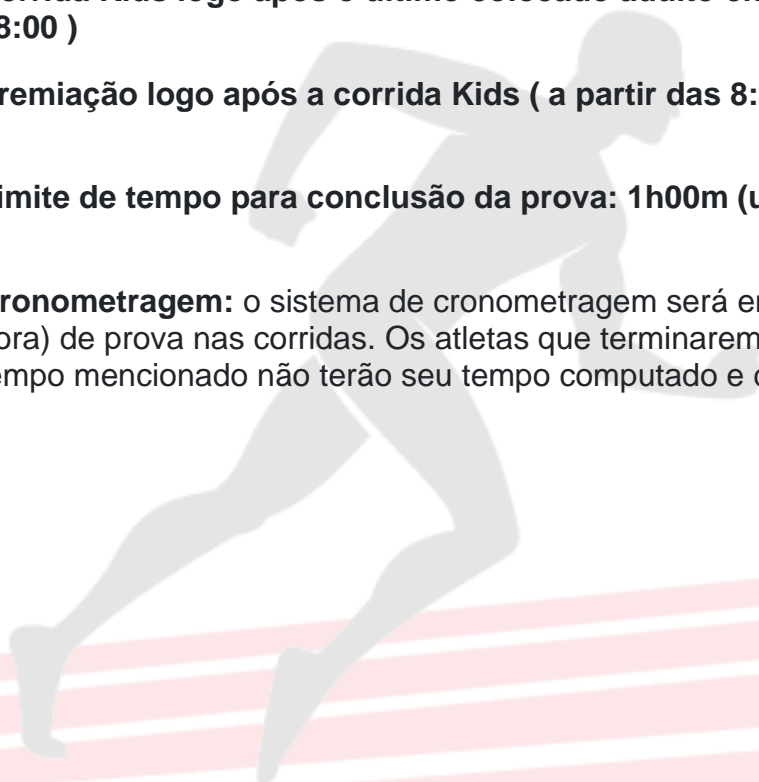 8:00 )
remiação logo após a corrida Kids ( a partir das 8:
imite de tempo para conclusão da prova: 1h00m (u
ronometragem: o sistema de cronometragem será e
ora) de prova nas corridas. Os atletas que terminarem
empo mencionado não terão seu tempo computado e